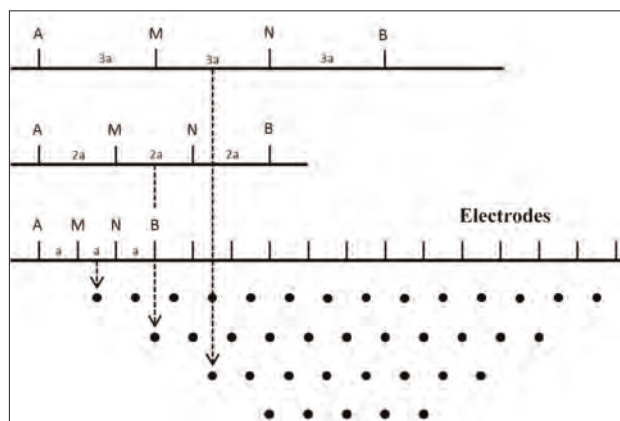 A M N B
3a 3a 3a
A M N B
2a 2a 2a
Electrodes
A M N B
a a a